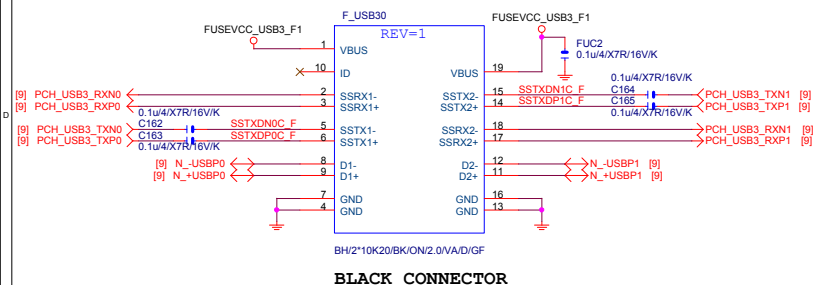 F_USB30
FUSEVCC_USB3_F1
FUSEVCC_USB3_F1
REV=1
FUC2
0.1u/4/X7R/16V/K
1 VBUS
10 ID
VBUS 19
[9] PCH_USB3_RXN0 2 SSRX1-
[9] PCH_USB3_RXP0 3 SSRX1+
0.1u/4/X7R/16V/K
SSTX2- 15 SSTXDN1C_F C164 PCH_USB3_TXN1 [9]
SSTX2+ 14 SSTXDP1C_F C165 PCH_USB3_TXP1 [9]
0.1u/4/X7R/16V/K
0.1u/4/X7R/16V/K
[9] PCH_USB3_TXN0 C162 SSTXDN0C_F 5 SSTX1-
[9] PCH_USB3_TXP0 C163 SSTXDP0C_F 6 SSTX1+
0.1u/4/X7R/16V/K
SSRX2- 18 PCH_USB3_RXN1 [9]
SSRX2+ 17 PCH_USB3_RXP1 [9]
[9] N_-USBP0 8 D1-
[9] N_+USBP0 9 D1+
D2- 12 N_-USBP1 [9]
D2+ 11 N_+USBP1 [9]
7 GND
4 GND
GND 16
GND 13
D
BH/2*10K20/BK/ON/2.0/VA/D/GF
BLACK CONNECTOR